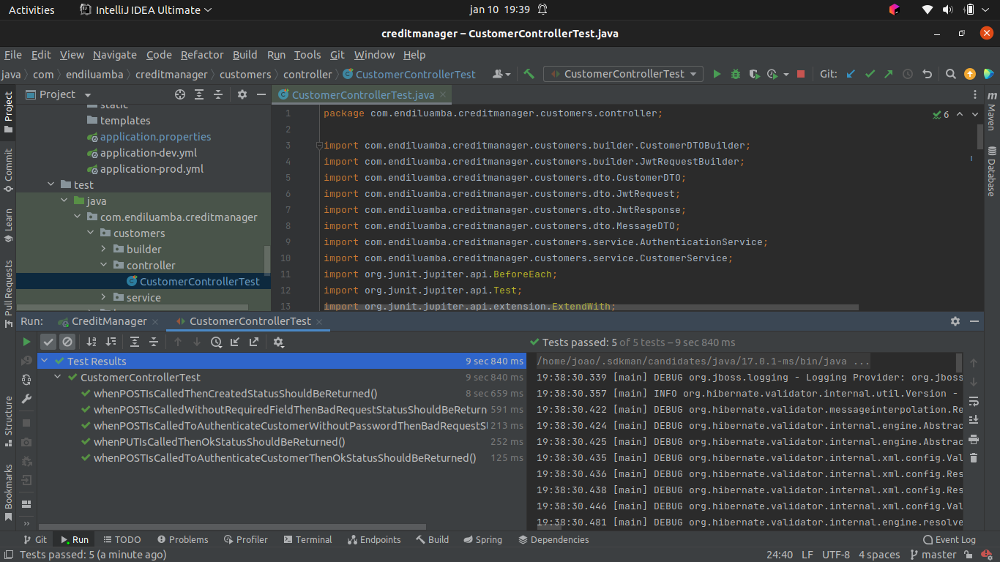 Activities IntelliJ IDEA Ultimate jan 10 19:39
creditmanager – CustomerControllerTest.java
File Edit View Navigate Code Refactor Build Run Tools Git Window Help
java com endiluamba creditmanager customers controller CustomerControllerTest CustomerControllerTest Git:
Project
CustomerControllerTest.java
static
templates
application.properties
application-dev.yml
application-prod.yml
test
java
com.endiluamba.creditmanager
customers
builder
controller
CustomerControllerTest
service
1 package com.endiluamba.creditmanager.customers.controller;
6
2
3 import com.endiluamba.creditmanager.customers.builder.CustomerDTOBuilder;
4 import com.endiluamba.creditmanager.customers.builder.JwtRequestBuilder;
5 import com.endiluamba.creditmanager.customers.dto.CustomerDTO;
6 import com.endiluamba.creditmanager.customers.dto.JwtRequest;
7 import com.endiluamba.creditmanager.customers.dto.JwtResponse;
8 import com.endiluamba.creditmanager.customers.dto.MessageDTO;
9 import com.endiluamba.creditmanager.customers.service.AuthenticationService;
10 import com.endiluamba.creditmanager.customers.service.CustomerService;
11 import org.junit.jupiter.api.BeforeEach;
12 import org.junit.jupiter.api.Test;
13 import org.junit.jupiter.api.extension.ExtendWith;
Project
Commit
Learn
Pull Requests
Structure
Bookmarks
Maven
Database
Run: CreditManager CustomerControllerTest
Tests passed: 5 of 5 tests – 9 sec 840 ms
Test Results 9 sec 840 ms
CustomerControllerTest 9 sec 840 ms
whenPOSTIsCalledThenCreatedStatusShouldBeReturned() 8 sec 659 ms
whenPOSTIsCalledWithoutRequiredFieldThenBadRequestStatusShouldBeReturn 591 ms
whenPOSTIsCalledToAuthenticateCustomerWithoutPasswordThenBadRequestS 213 ms
whenPUTIsCalledThenOkStatusShouldBeReturned() 252 ms
whenPOSTIsCalledToAuthenticateCustomerThenOkStatusShouldBeReturned() 125 ms
/home/joao/.sdkman/candidates/java/17.0.1-ms/bin/java ...
19:38:30.339 [main] DEBUG org.jboss.logging - Logging Provider: org.jboss
19:38:30.357 [main] INFO org.hibernate.validator.internal.util.Version -
19:38:30.422 [main] DEBUG org.hibernate.validator.messageinterpolation.Re
19:38:30.424 [main] DEBUG org.hibernate.validator.internal.engine.Abstrac
19:38:30.425 [main] DEBUG org.hibernate.validator.internal.engine.Abstrac
19:38:30.435 [main] DEBUG org.hibernate.validator.internal.xml.config.Val
19:38:30.436 [main] DEBUG org.hibernate.validator.internal.xml.config.Res
19:38:30.438 [main] DEBUG org.hibernate.validator.internal.xml.config.Res
19:38:30.446 [main] DEBUG org.hibernate.validator.internal.xml.config.Val
19:38:30.481 [main] DEBUG org.hibernate.validator.internal.engine.resolve
Git Run TODO Problems Profiler Terminal Endpoints Build Spring Dependencies Event Log
Tests passed: 5 (a minute ago) 24:40 LF UTF-8 4 spaces master